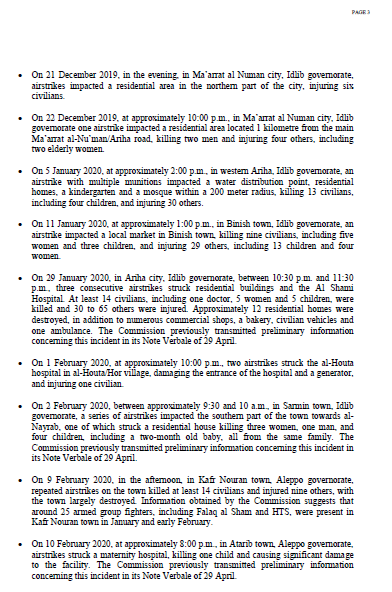 PAGE 3
• On 21 December 2019, in the evening, in Ma’arrat al Numan city, Idlib governorate,
airstrikes impacted a residential area in the northern part of the city, injuring six
civilians.
• On 22 December 2019, at approximately 10:00 p.m., in Ma’arrat al Numan city, Idlib
governorate one airstrike impacted a residential area located 1 kilometre from the main
Ma’arrat al-Nu’man/Ariha road, killing two men and injuring four others, including
two elderly women.
• On 5 January 2020, at approximately 2:00 p.m., in western Ariha, Idlib governorate, an
airstrike with multiple munitions impacted a water distribution point, residential
homes, a kindergarten and a mosque within a 200 meter radius, killing 13 civilians,
including four children, and injuring 30 others.
• On 11 January 2020, at approximately 1:00 p.m., in Binish town, Idlib governorate, an
airstrike impacted a local market in Binish town, killing nine civilians, including five
women and three children, and injuring 29 others, including 13 children and four
women.
• On 29 January 2020, in Ariha city, Idlib governorate, between 10:30 p.m. and 11:30
p.m., three consecutive airstrikes struck residential buildings and the Al Shami
Hospital. At least 14 civilians, including one doctor, 5 women and 5 children, were
killed and 30 to 65 others were injured. Approximately 12 residential homes were
destroyed, in addition to numerous commercial shops, a bakery, civilian vehicles and
one ambulance. The Commission previously transmitted preliminary information
concerning this incident in its Note Verbale of 29 April.
• On 1 February 2020, at approximately 10:00 p.m., two airstrikes struck the al-Houta
hospital in al-Houta/Hor village, damaging the entrance of the hospital and a generator,
and injuring one civilian.
• On 2 February 2020, between approximately 9:30 and 10 a.m., in Sarmin town, Idlib
governorate, a series of airstrikes impacted the southern part of the town towards al-
Nayrab, one of which struck a residential house killing three women, one man, and
four children, including a two-month old baby, all from the same family. The
Commission previously transmitted preliminary information concerning this incident in
its Note Verbale of 29 April.
• On 9 February 2020, in the afternoon, in Kafr Nouran town, Aleppo governorate,
repeated airstrikes on the town killed at least 14 civilians and injured nine others, with
the town largely destroyed. Information obtained by the Commission suggests that
around 25 armed group fighters, including Falaq al Sham and HTS, were present in
Kafr Nouran town in January and early February.
• On 10 February 2020, at approximately 8:00 p.m., in Atarib town, Aleppo governorate,
airstrikes struck a maternity hospital, killing one child and causing significant damage
to the facility. The Commission previously transmitted preliminary information
concerning this incident in its Note Verbale of 29 April.